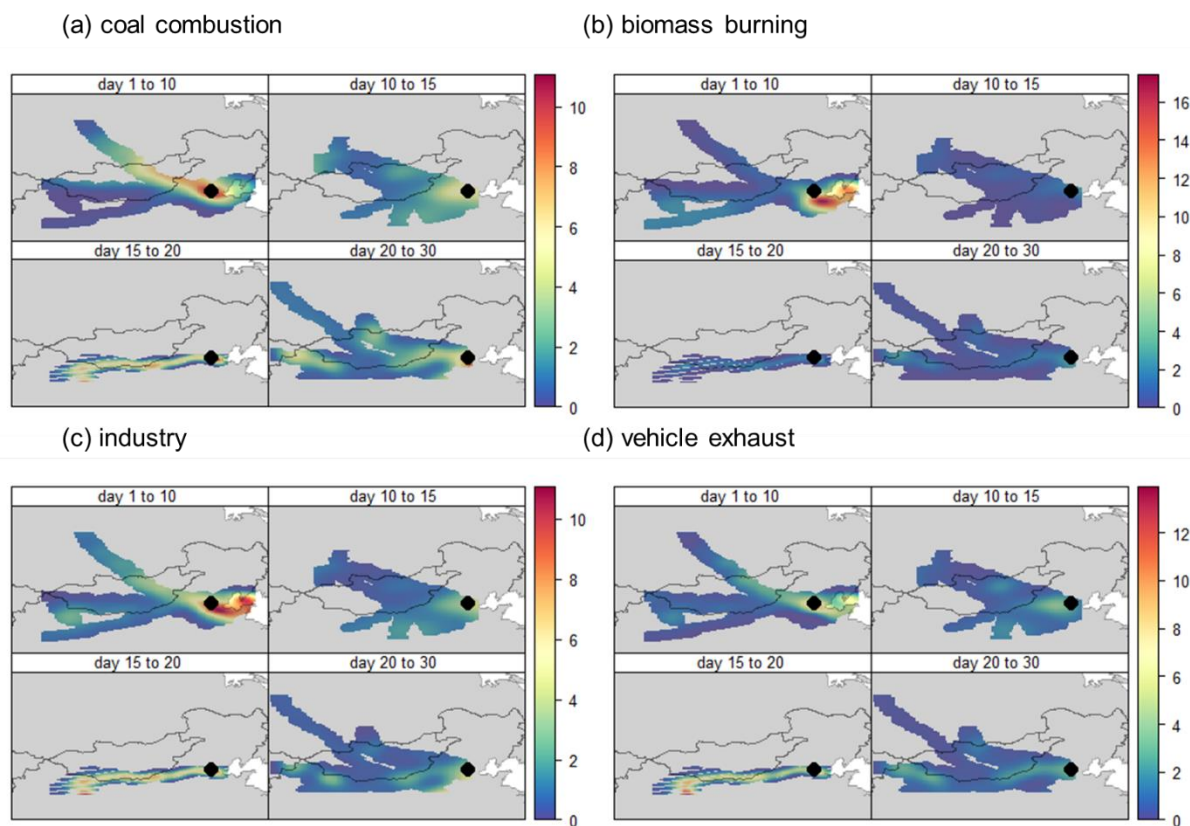 (a) coal combustion
(b) biomass burning
day 1 to 10
day 10 to 15
10
8
6
4
2
0
day 15 to 20
day 20 to 30
day 1 to 10
day 10 to 15
16
14
12
10
8
6
4
2
0
day 15 to 20
day 20 to 30
(c) industry
(d) vehicle exhaust
day 1 to 10
day 10 to 15
10
8
6
4
2
0
day 15 to 20
day 20 to 30
day 1 to 10
day 10 to 15
12
10
8
6
4
2
0
day 15 to 20
day 20 to 30